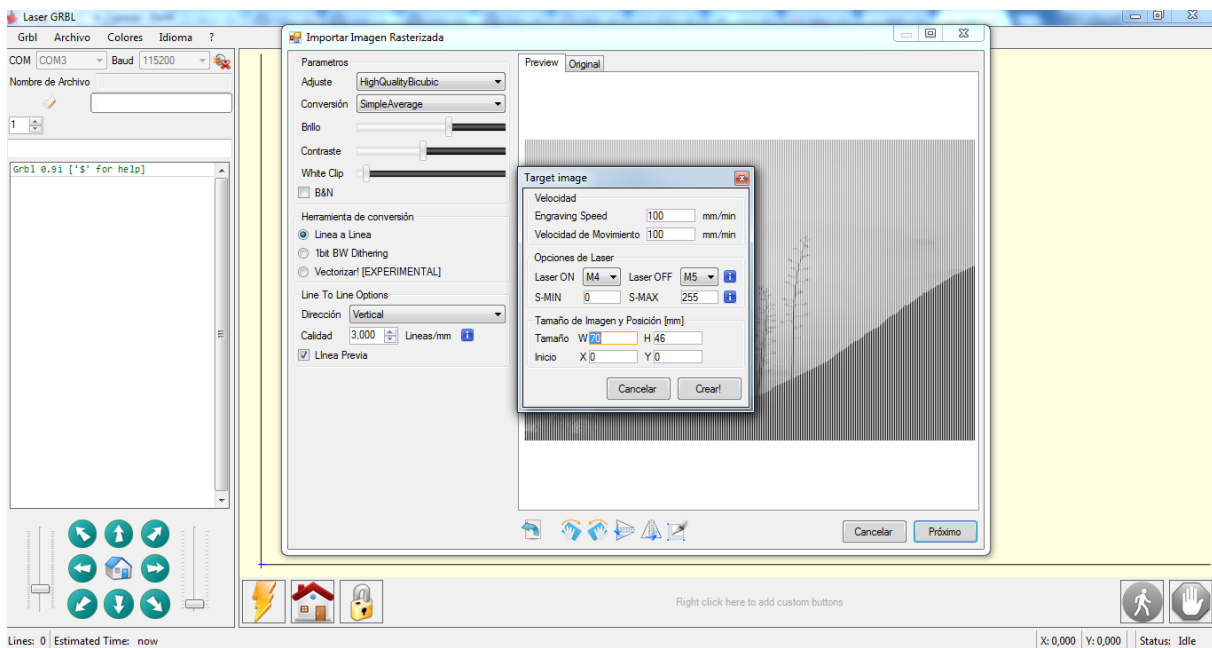 Laser GRBL
Grbl Archivo Colores Idioma ?
COM COM3 Baud 115200
Nombre de Archivo
1
Grbl 0.9i ['$' for help]
Importar Imagen Rasterizada
Parametros
Adjuste HighQualityBicubic
Conversión SimpleAverage
Brillo
Contraste
White Clip
B&N
Herramienta de conversión
Linea a Linea
1bit BW Dithering
Vectorizar! [EXPERIMENTAL]
Line To Line Options
Dirección Vertical
Calidad 3,000 Lineas/mm
LInea Previa
Preview Original
Target image
Velocidad
Engraving Speed 100 mm/min
Velocidad de Movimiento 100 mm/min
Opciones de Laser
Laser ON M4 Laser OFF M5
S-MIN 0 S-MAX 255
Tamaño de Imagen y Posición [mm]
Tamaño W 70 H 46
Inicio X 0 Y 0
Cancelar Crear!
Cancelar Próximo
Right click here to add custom buttons
Lines: 0 Estimated Time: now
X: 0,000 Y: 0,000 Status: Idle